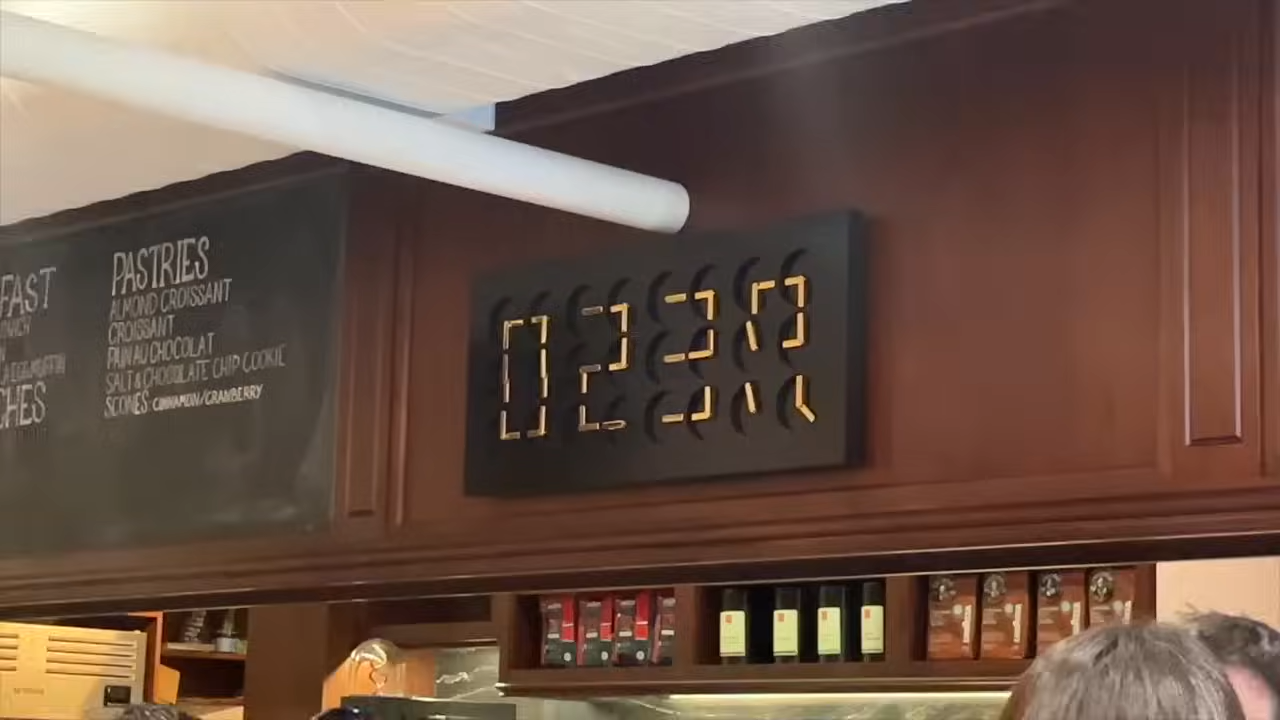 FAST
PASTRIES
ALMOND CROISSANT
CROISSANT
PAIN AU CHOCOLAT
SALT & CHOCOLATE CHIP COOKIE
CHES
SCONES: CINNAMON/CRANBERRY
023